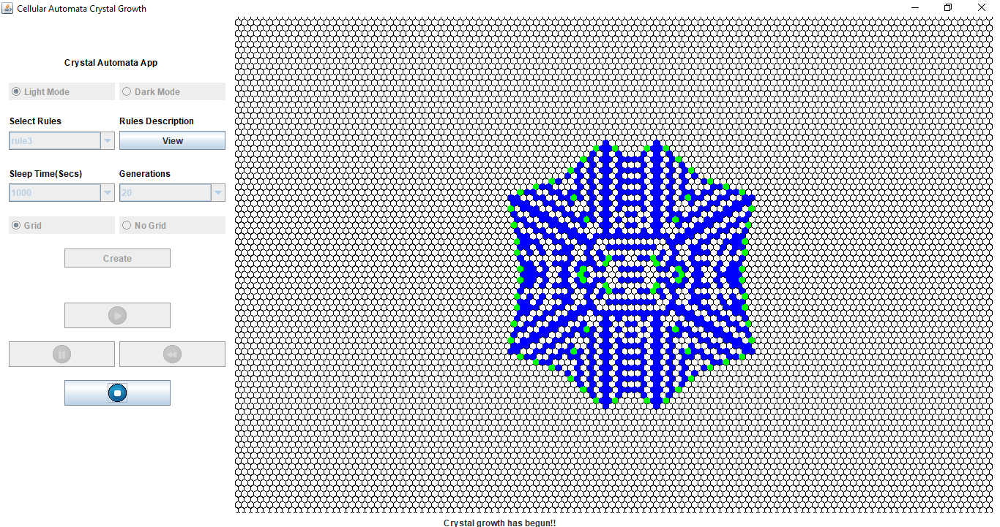 Cellular Automata Crystal Growth
Crystal Automata App
Light Mode Dark Mode
Select Rules Rules Description
rule3 View
Sleep Time(Secs) Generations
1000 20
Grid No Grid
Create
Crystal growth has begun!!